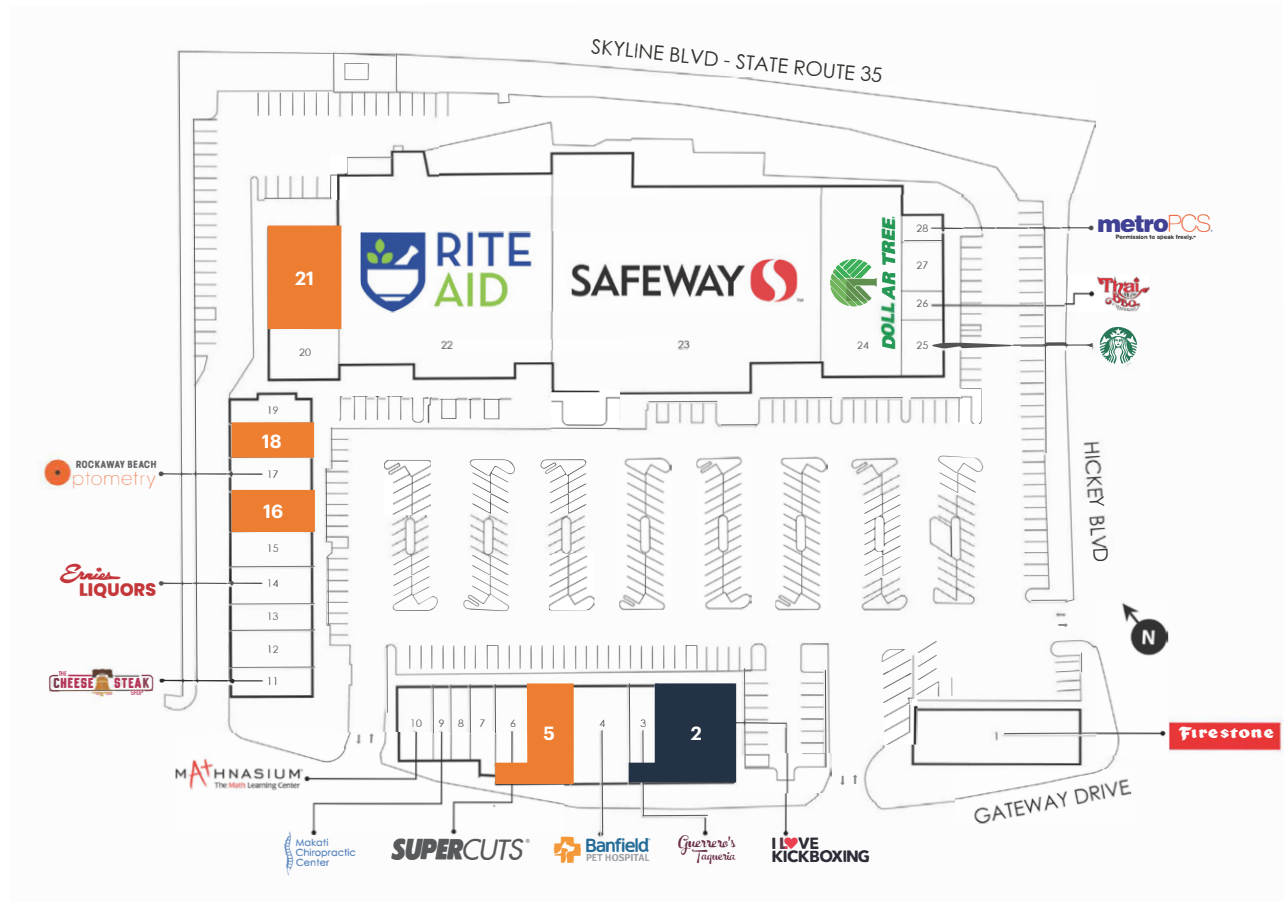 SKYLINE BLVD - STATE ROUTE 35
28
metroPCS.
Permission to speak freely.
27
26
Thai
BBQ
25
24
DOLLAR TREE
23
SAFEWAY
22
RITE
AID
21
20
19
18
17
ROCKAWAY BEACH
ptometry
16
15
14
Ernies
LIQUORS
13
12
11
THE
CHEESE STEAK
SHOP
HICKEY BLVD
N
10
9
8
7
6
5
4
3
2
1
Firestone
GATEWAY DRIVE
MATHNASIUM
The Math Learning Center
Makati
Chiropractic
Center
SUPERCUTS
Banfield
PET HOSPITAL
Guerrero's
Taqueria
I LOVE
KICKBOXING